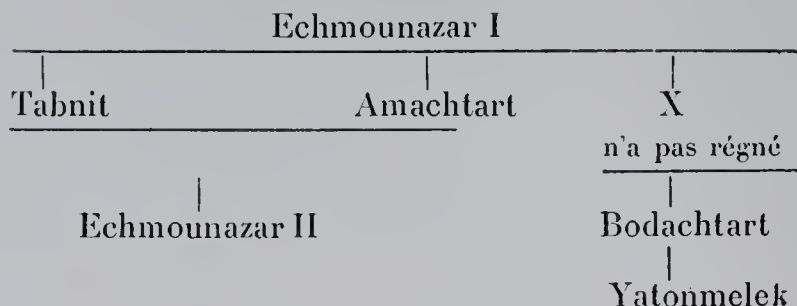 Echmounazar I
Tabnit Amachtart X
n'a pas régné
Echmounazar II Bodachtart
Yatonmelek